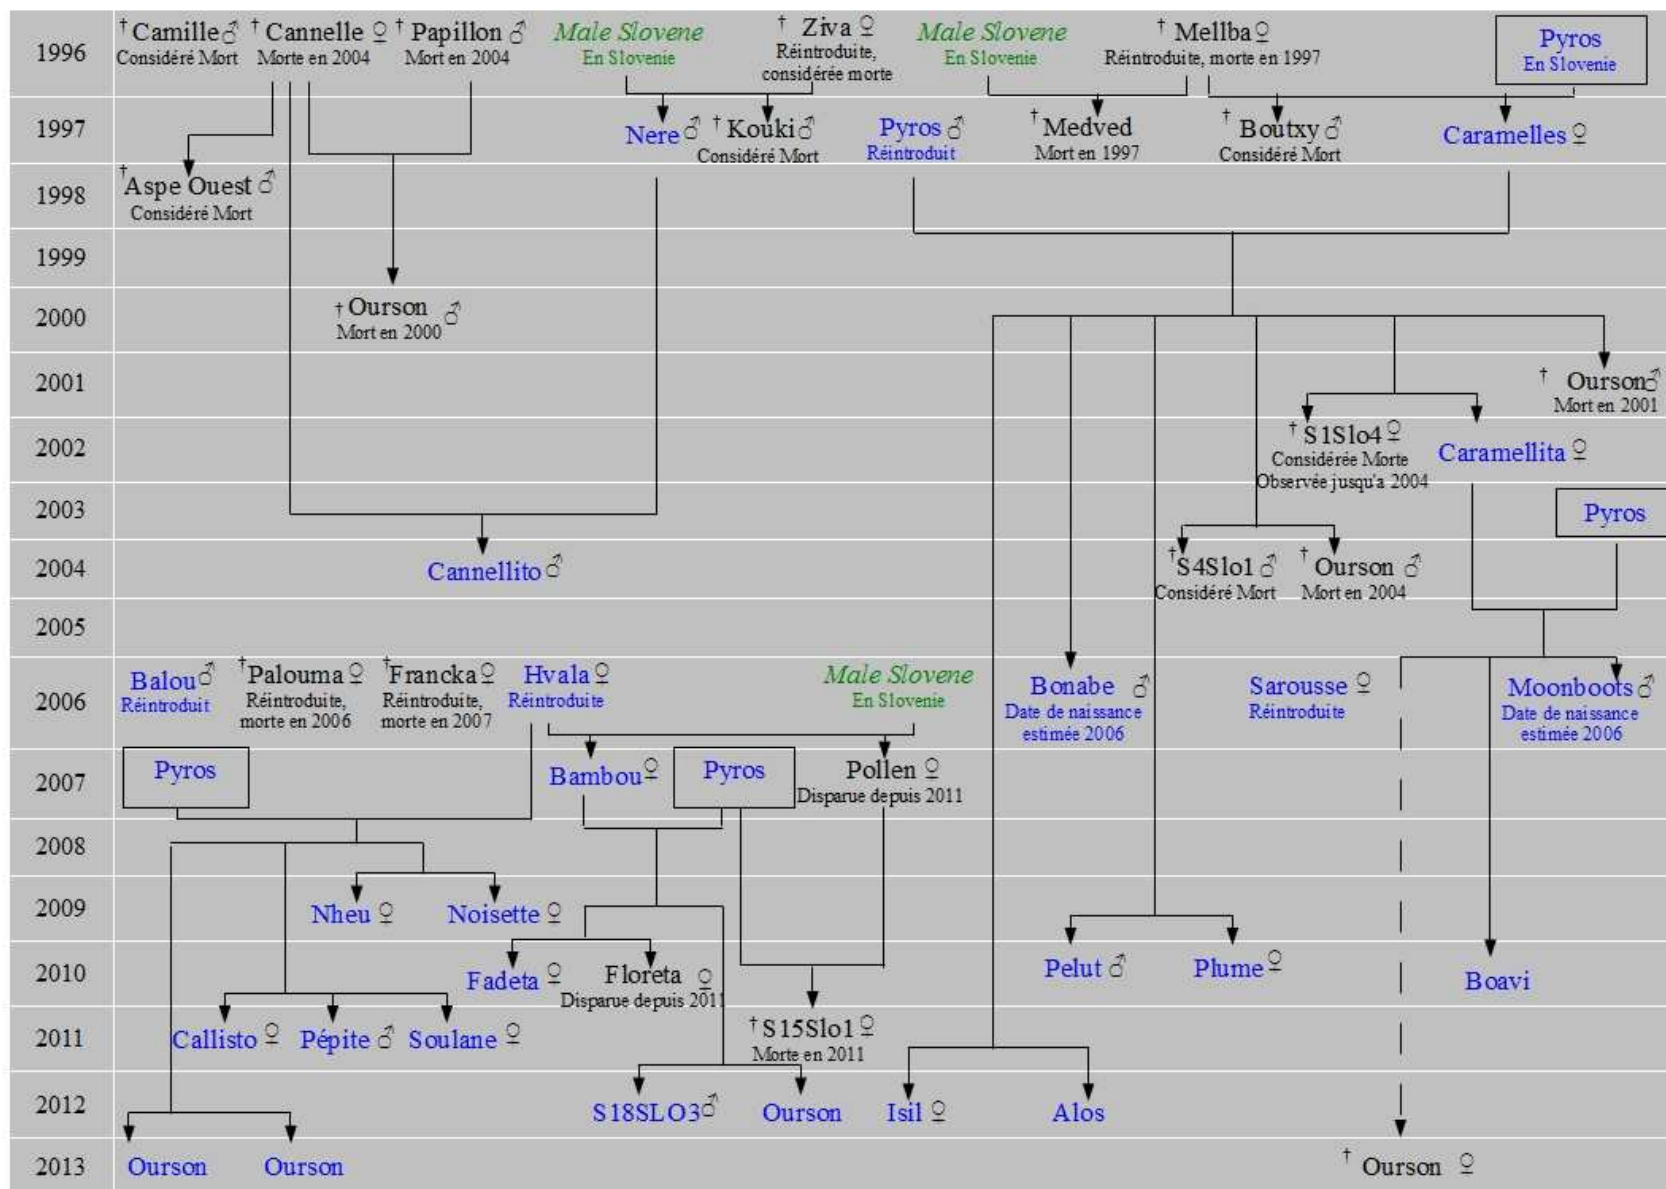 1996
† Camille ♂
Considéré Mort
† Cannelle ♀
Morte en 2004
† Papillon ♂
Mort en 2004
Male Slovene
En Slovenie
† Ziva ♀
Réintroduite,
considérée morte
Male Slovene
En Slovenie
† Mellba ♀
Réintroduite, morte en 1997
Pyros
En Slovenie
1997
Nere ♂
† Kouki ♂
Considéré Mort
Pyros ♂
Réintroduit
† Medved
Mort en 1997
† Boutxy ♂
Considéré Mort
Caramelles ♀
1998
† Aspe Ouest ♂
Considéré Mort
1999
2000
† Ourson ♂
Mort en 2000
2001
† Ourson ♂
Mort en 2001
2002
† S1Slo4 ♀
Considérée Morte
Observée jusqu'a 2004
Caramellita ♀
2003
Pyros
2004
Cannellito ♂
† S4Slo1 ♂
Considéré Mort
† Ourson ♂
Mort en 2004
2005
2006
Balou ♂
Réintroduit
† Palouma ♀
Réintroduite,
morte en 2006
† Francka ♀
Réintroduite,
morte en 2007
Hvala ♀
Réintroduite
Male Slovene
En Slovenie
Bonabe ♂
Date de naissance
estimée 2006
Sarousse ♀
Réintroduite
Moonboots ♂
Date de naissance
estimée 2006
2007
Pyros
Bambou ♀
Pyros
Pollen ♀
Disparue depuis 2011
2008
2009
Nheu ♀
Noisette ♀
2010
Fadeta ♀
Floreta ♀
Disparue depuis 2011
Pelut ♂
Plume ♀
Boavi
2011
Callisto ♀
Pépite ♂
Soulane ♀
† S15Slo1 ♀
Morte en 2011
2012
S18SLO3 ♂
Ourson
Isil ♀
Alos
2013
Ourson
Ourson
† Ourson ♀